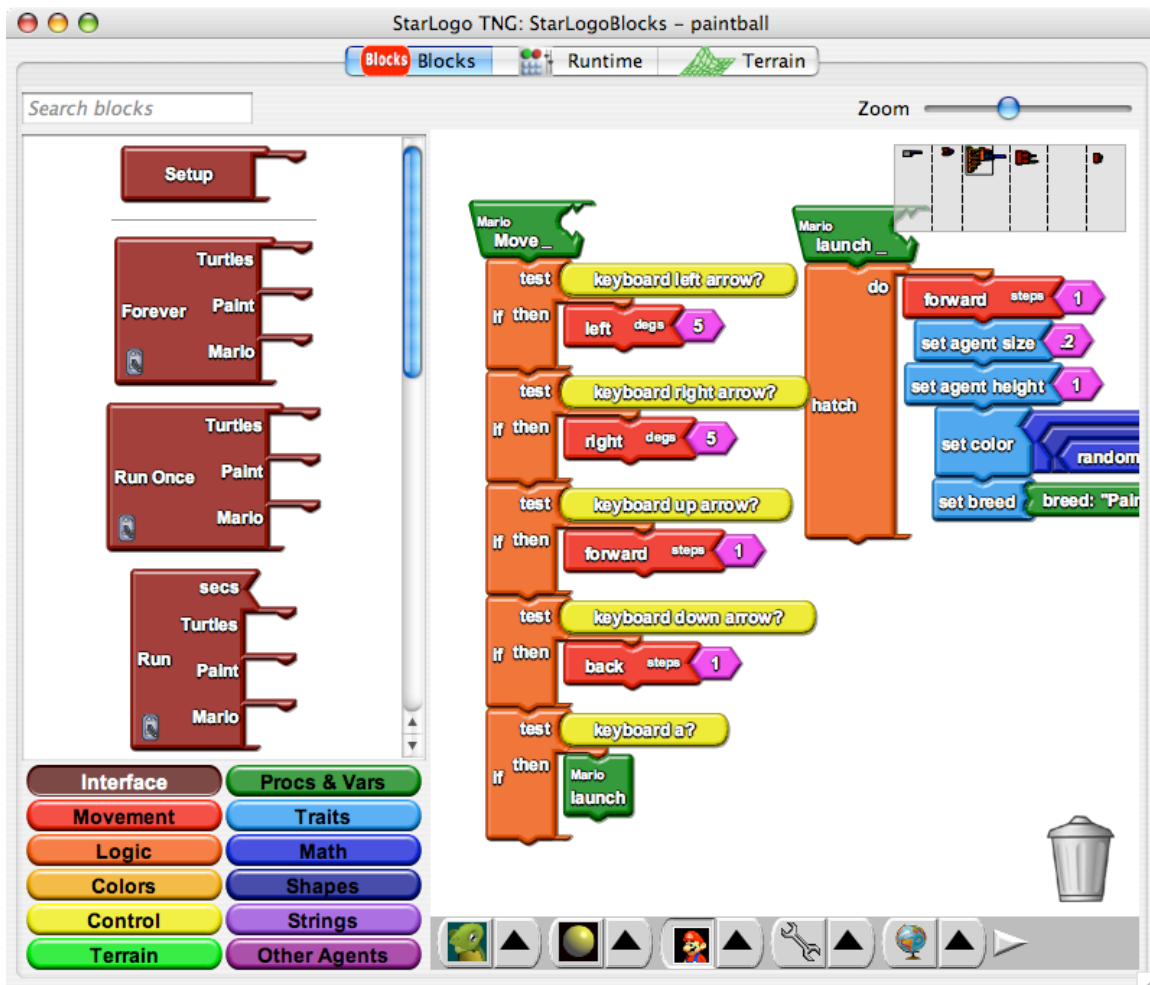 StarLogo TNG: StarLogoBlocks – paintball
Blocks Blocks Runtime Terrain
Search blocks
Zoom
Setup
Forever
Turtles
Paint
Mario
Run Once
Turtles
Paint
Mario
Run
secs
Turtles
Paint
Mario
Interface Procs & Vars
Movement Traits
Logic Math
Colors Shapes
Control Strings
Terrain Other Agents
Mario
Move _
test keyboard left arrow?
if then
left degs 5
test keyboard right arrow?
if then
right degs 5
test keyboard up arrow?
if then
forward steps 1
test keyboard down arrow?
if then
back steps 1
test keyboard a?
if then
Mario
launch
Mario
launch _
hatch
do
forward steps 1
set agent size .2
set agent height 1
set color random
set breed breed: "Pain